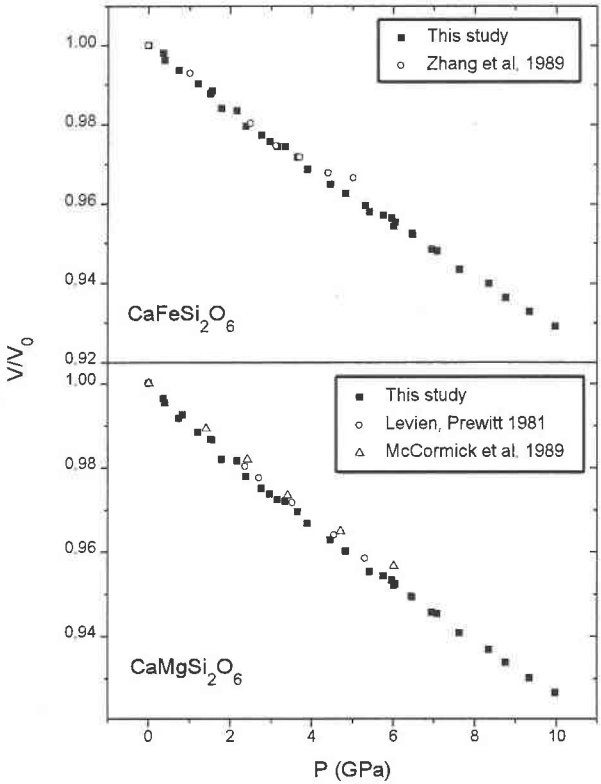 1.00
This study
Zhang et al, 1989
0.98
0.96
0.94
CaFeSi2O6
V/V0
0.92
1.00
This study
Levien, Prewitt 1981
McCormick et al, 1989
0.98
0.96
0.94
CaMgSi2O6
0 2 4 6 8 10
P (GPa)